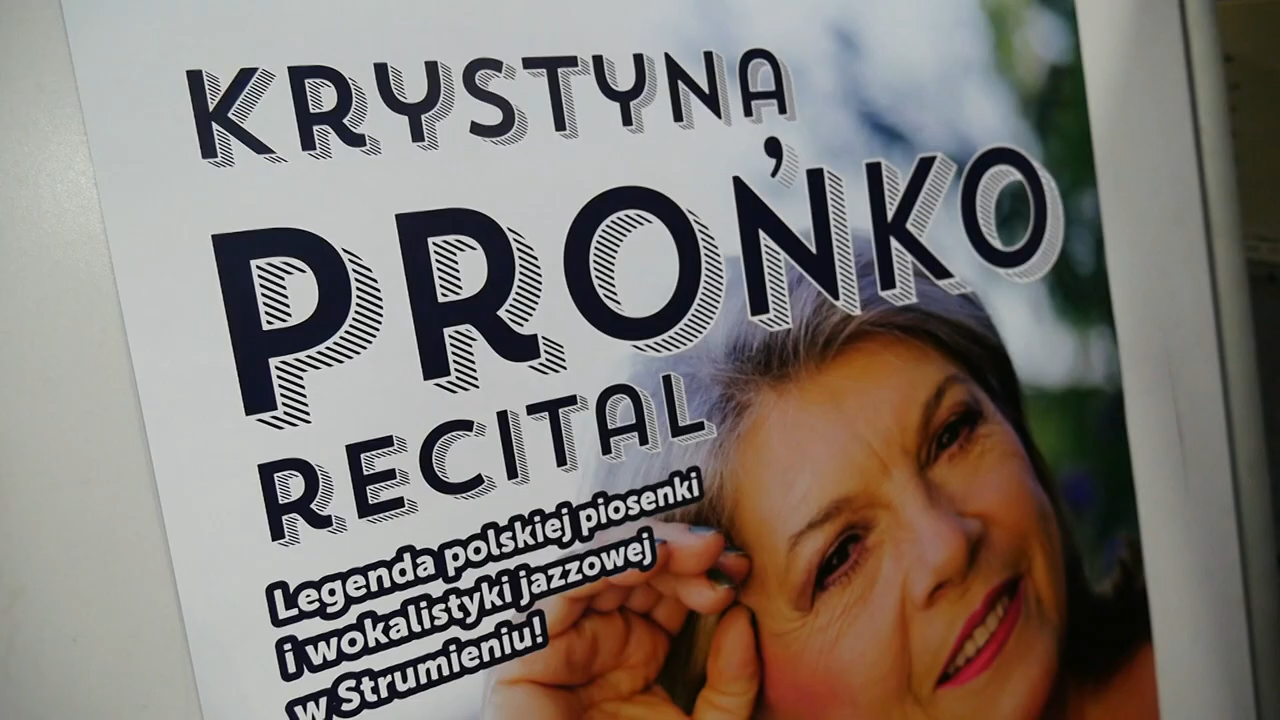 KRYSTYNA
PROŃKO
RECITAL
Legenda polskiej piosenki
i wokalistyki jazzowej
w Strumieniu!